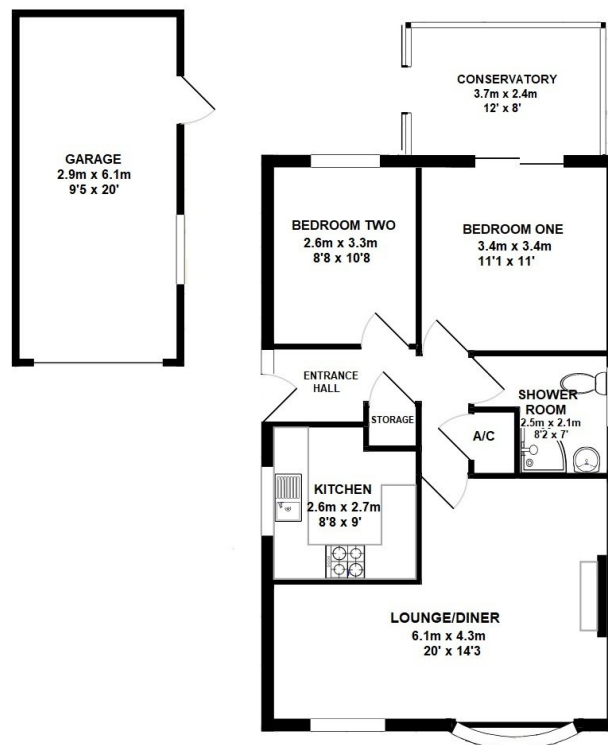 CONSERVATORY
3.7m x 2.4m
12' x 8'
GARAGE
2.9m x 6.1m
9'5 x 20'
BEDROOM TWO
2.6m x 3.3m
8'8 x 10'8
BEDROOM ONE
3.4m x 3.4m
11'1 x 11'
ENTRANCE
HALL
STORAGE
SHOWER
ROOM
2.5m x 2.1m
8'2 x 7'
A/C
KITCHEN
2.6m x 2.7m
8'8 x 9'
LOUNGE/DINER
6.1m x 4.3m
20' x 14'3